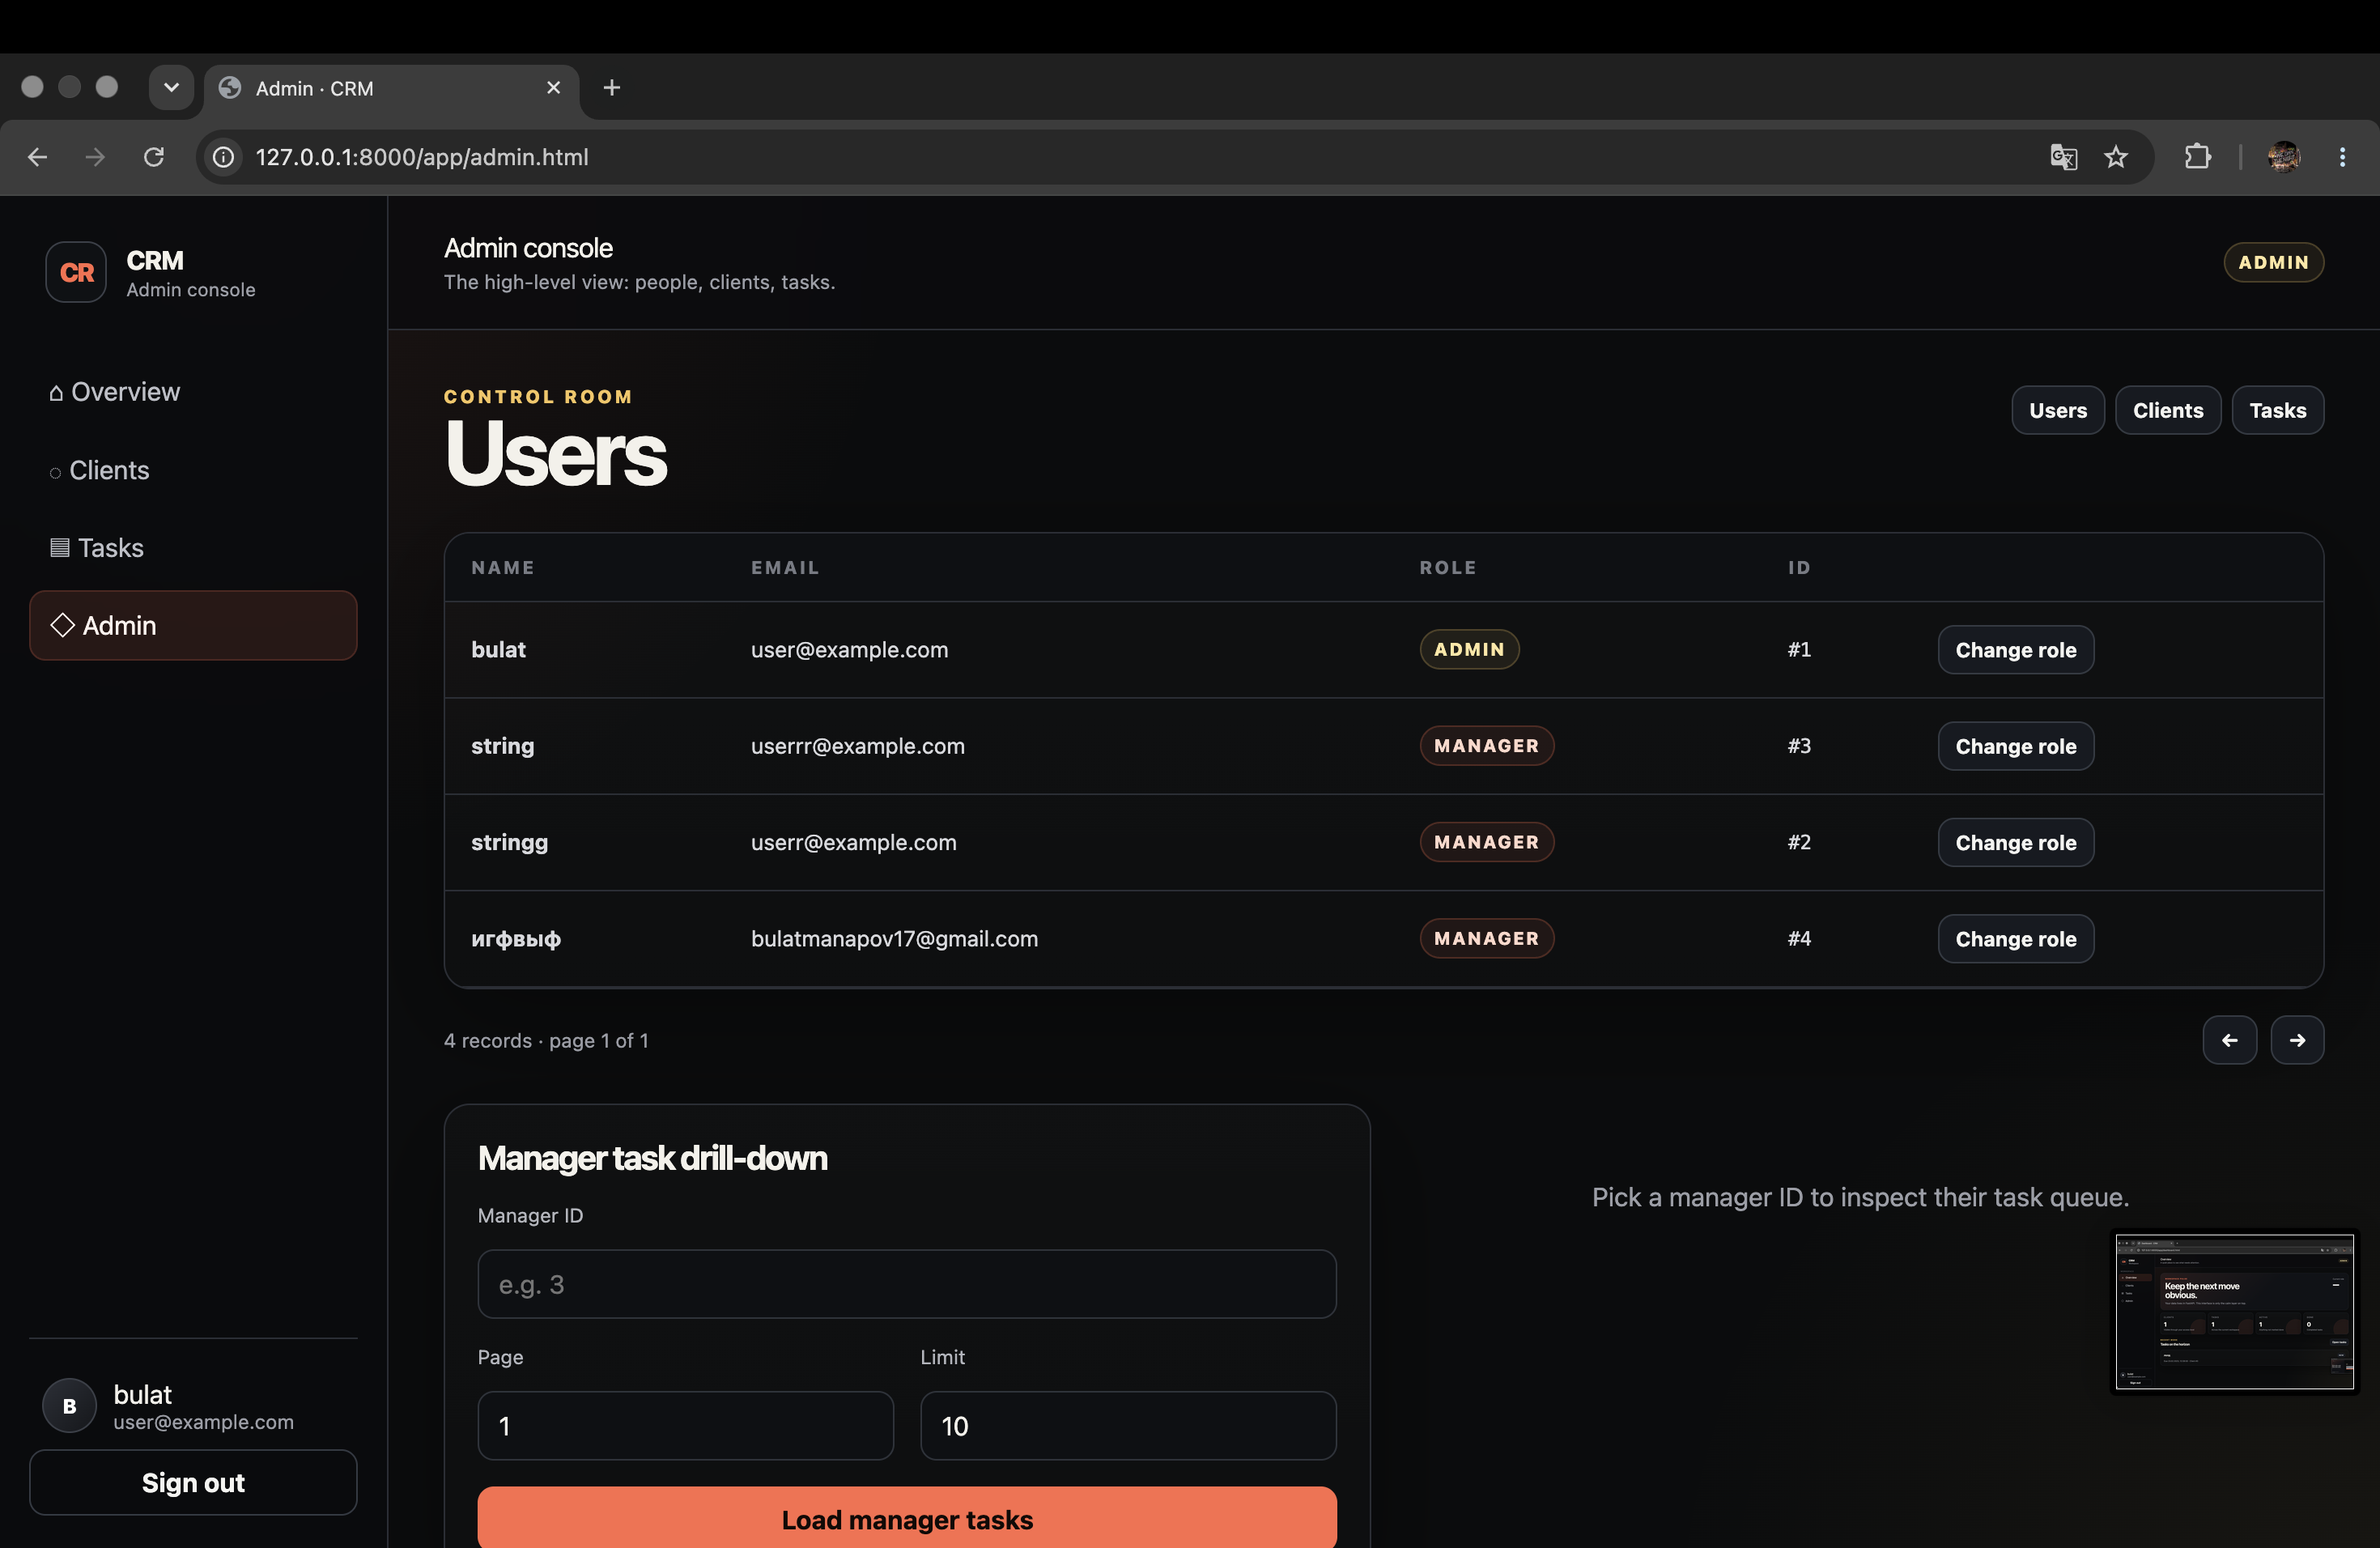 Admin · CRM
127.0.0.1:8000/app/admin.html
CR
CRM
Admin console
Overview
Clients
Tasks
Admin
B
bulat
user@example.com
Sign out
Admin console
The high-level view: people, clients, tasks.
ADMIN
CONTROL ROOM
Users
Users Clients Tasks
NAME EMAIL ROLE ID
bulat user@example.com ADMIN #1 Change role
string userrr@example.com MANAGER #3 Change role
stringg userr@example.com MANAGER #2 Change role
игфвыф bulatmanapov17@gmail.com MANAGER #4 Change role
4 records · page 1 of 1
Manager task drill-down
Manager ID
e.g. 3
Page Limit
1 10
Load manager tasks
Pick a manager ID to inspect their task queue.
Keep the next move
obvious.